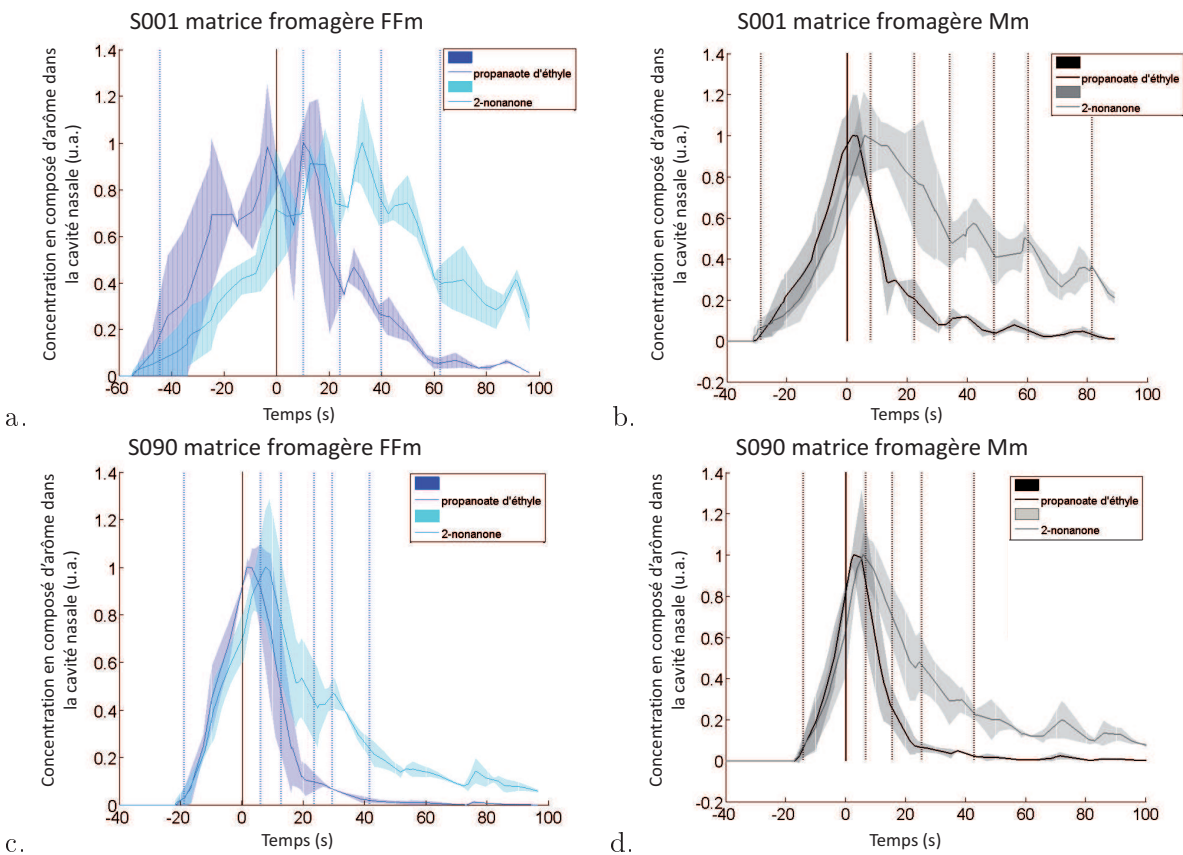 S001 matrice fromagère FFm
Concentration en composé d'arôme dans
la cavité nasale (u.a.)
1.4
1.2
1
0.8
0.6
0.4
0.2
0
-60 -40 -20 0 20 40 60 80 100
Temps (s)
propanaote d'éthyle
2-nonanone
a.
S001 matrice fromagère Mm
Concentration en composé d'arôme dans
la cavité nasale (u.a.)
1.4
1.2
1
0.8
0.6
0.4
0.2
0
-0.2
-40 -20 0 20 40 60 80 100
Temps (s)
propanoate d'éthyle
2-nonanone
b.
S090 matrice fromagère FFm
Concentration en composé d'arôme dans
la cavité nasale (u.a.)
1.4
1.2
1
0.8
0.6
0.4
0.2
0
-40 -20 0 20 40 60 80 100
Temps (s)
propanoate d'éthyle
2-nonanone
c.
S090 matrice fromagère Mm
Concentration en composé d'arôme dans
la cavité nasale (u.a.)
1.4
1.2
1
0.8
0.6
0.4
0.2
0
-0.2
-40 -20 0 20 40 60 80 100
Temps (s)
propanoate d'éthyle
2-nonanone
d.